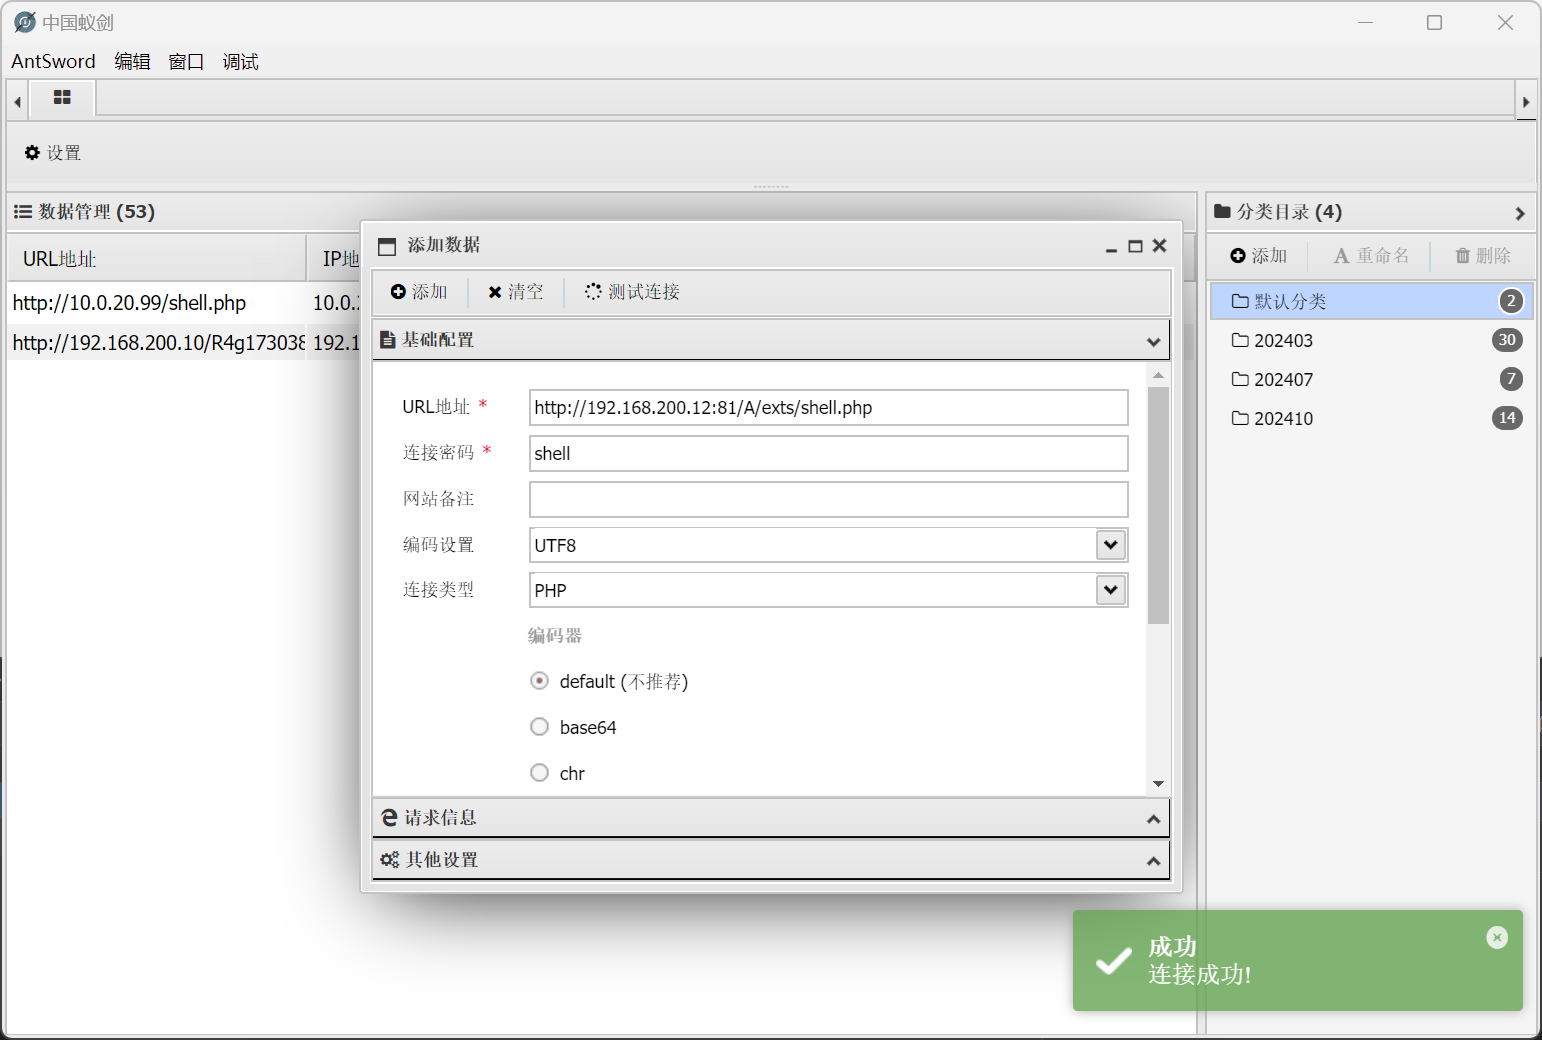 中国蚁剑
AntSword 编辑 窗口 调试
设置
数据管理 (53)
URL地址 IP地
http://10.0.20.99/shell.php 10.0.
http://192.168.200.10/R4g173038 192.1
添加数据
添加 清空 测试连接
基础配置
URL地址 *
http://192.168.200.12:81/A/exts/shell.php
连接密码 *
shell
网站备注
编码设置
UTF8
连接类型
PHP
编码器
default (不推荐)
base64
chr
请求信息
其他设置
分类目录 (4)
添加 重命名 删除
默认分类 2
202403 30
202407 7
202410 14
成功
连接成功!